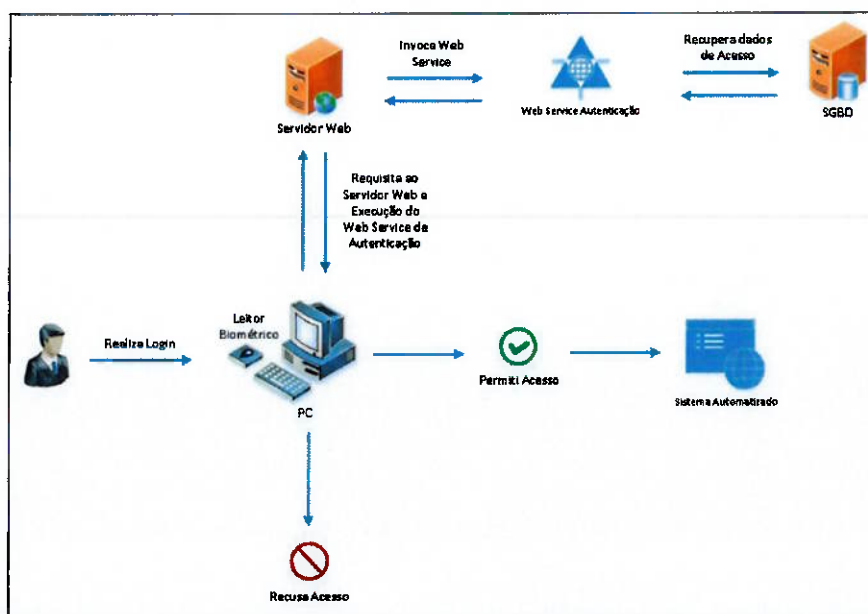 Invoca Web
Service
Recupera dados
de Acesso
Servidor Web
Web Service Autenticação
SGBD
Requisita ao
Servidor Web a
Execução do
Web Service de
Autenticação
Leitor
Biométrico
Realiza Login
PC
Permiti Acesso
Sistema Automatizado
Recusa Acesso